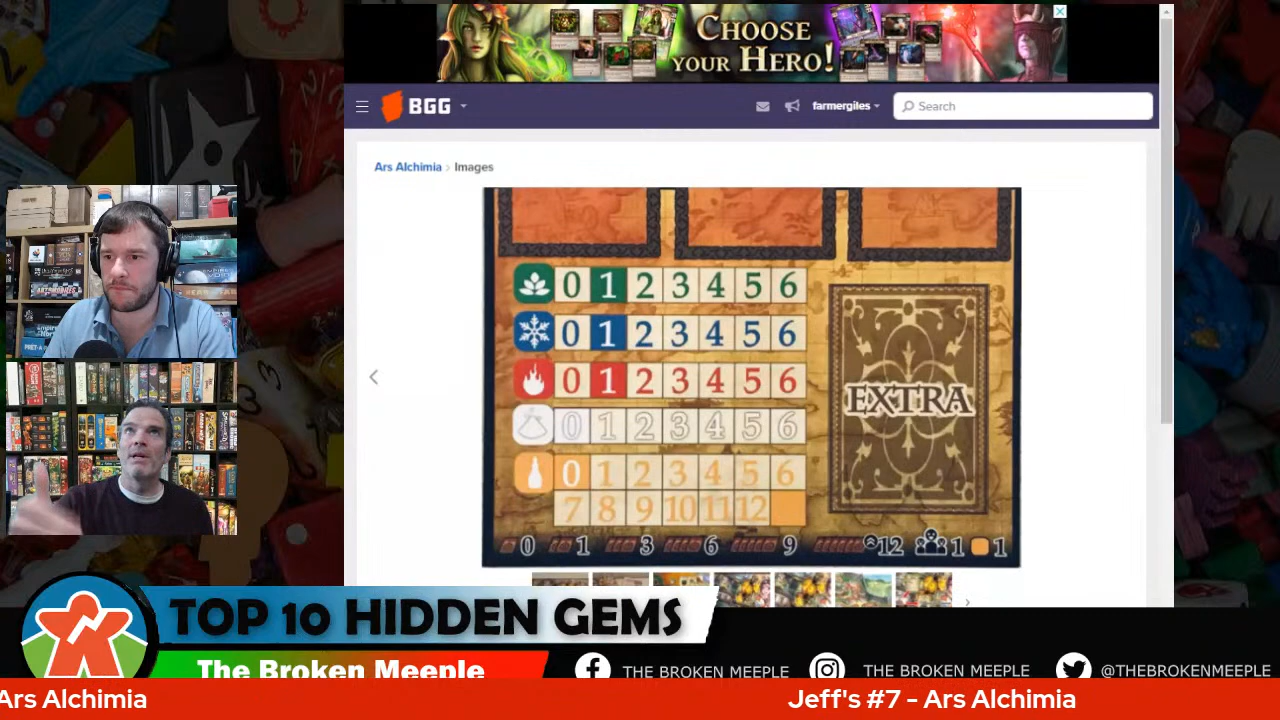 CHOOSE
YOUR HERO!
BGG
farmergiles
Search
Ars Alchimia > Images
0 1 2 3 4 5 6
0 1 2 3 4 5 6
0 1 2 3 4 5 6
0 1 2 3 4 5 6
0 1 2 3 4 5 6
7 8 9 10 11 12
EXTRA
0 1 3 6 9 12 1 1
TOP 10 HIDDEN GEMS
The Broken Meeple
THE BROKEN MEEPLE
THE BROKEN MEEPLE
@THEBROKENMEEPLE
Ars Alchimia
Jeff's #7 - Ars Alchimia